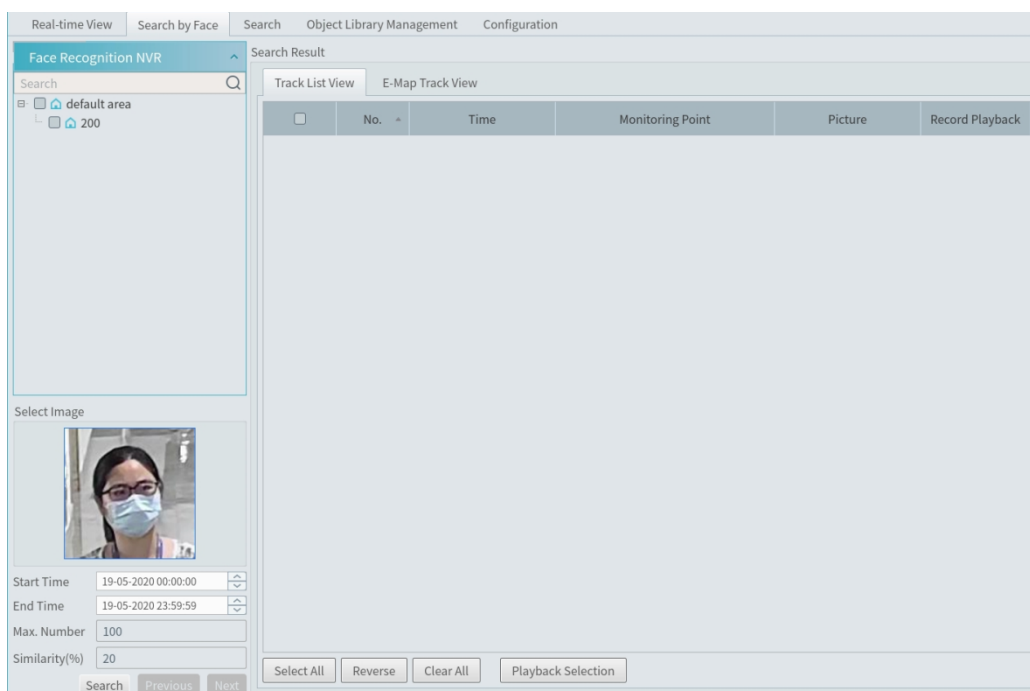 Real-time View Search by Face Search Object Library Management Configuration
Face Recognition NVR
Search
default area
200
Select Image
Start Time 19-05-2020 00:00:00
End Time 19-05-2020 23:59:59
Max. Number 100
Similarity(%) 20
Search Previous Next
Search Result
Track List View E-Map Track View
No. Time Monitoring Point Picture Record Playback
Select All Reverse Clear All Playback Selection